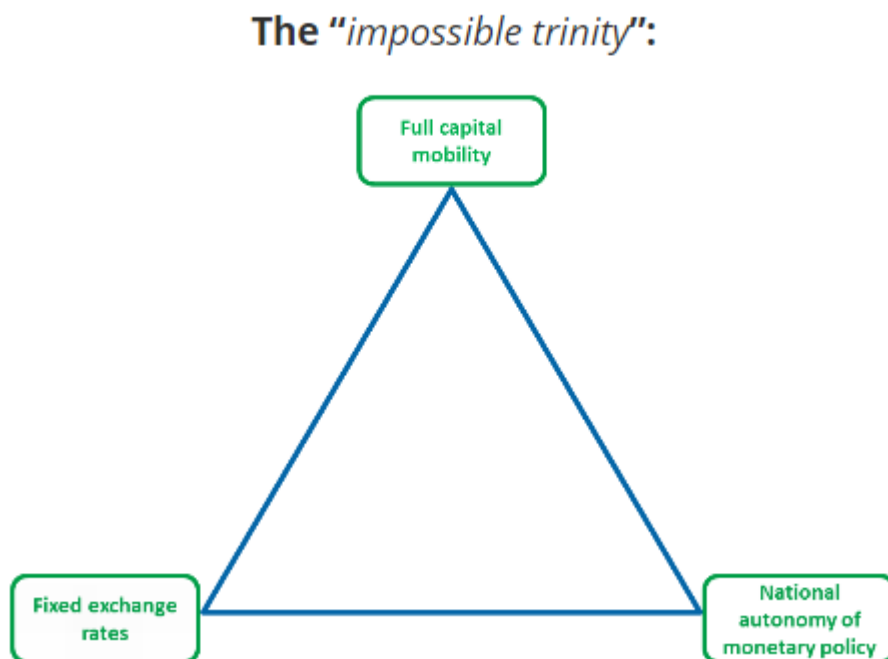 The “impossible trinity”:
Full capital
mobility
Fixed exchange
rates
National
autonomy of
monetary policy